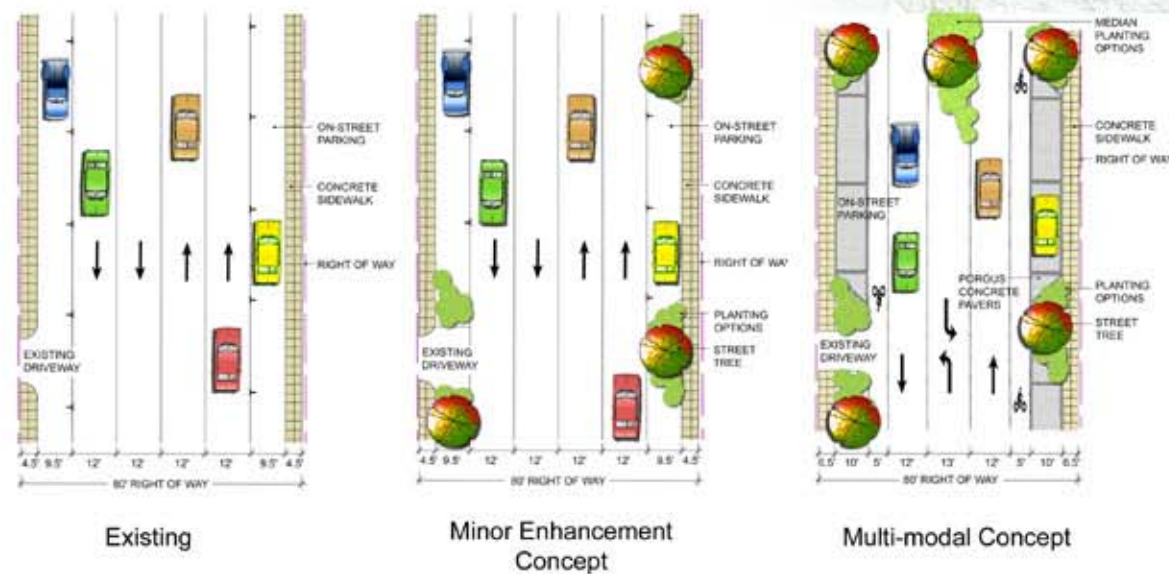 ON-STREET
PARKING
CONCRETE
SIDEWALK
RIGHT OF WAY
EXISTING
DRIVEWAY
4.5' 9.5' 12' 12' 12' 12' 9.5' 4.5'
80' RIGHT OF WAY
Existing
ON-STREET
PARKING
CONCRETE
SIDEWALK
RIGHT OF WA
PLANTING
OPTIONS
STREET
TREE
EXISTING
DRIVEWAY
4.5' 9.5' 12' 12' 12' 12' 9.5' 4.5'
80' RIGHT OF WAY
Minor Enhancement
Concept
MEDIAN
PLANTING
OPTIONS
CONCRETE
SIDEWALK
RIGHT OF WAY
ON-STREET
PARKING
POROUS
CONCRETE
PAVERS
PLANTING
OPTIONS
STREET
TREE
EXISTING
DRIVEWAY
6.5' 10' 5' 12' 13' 12' 5' 10' 6.5'
80' RIGHT OF WAY
Multi-modal Concept